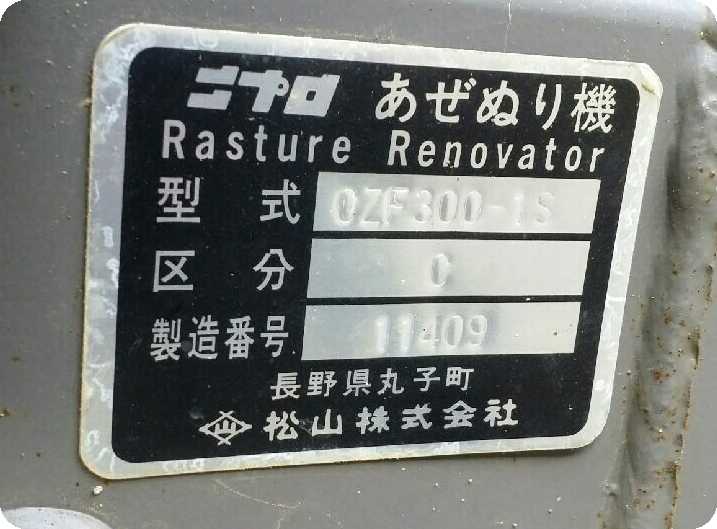 ニプロ あぜぬり機
Rasture Renovator
型式 OZF300-1S
区分 C
製造番号 11409
長野県丸子町
松山株式会社